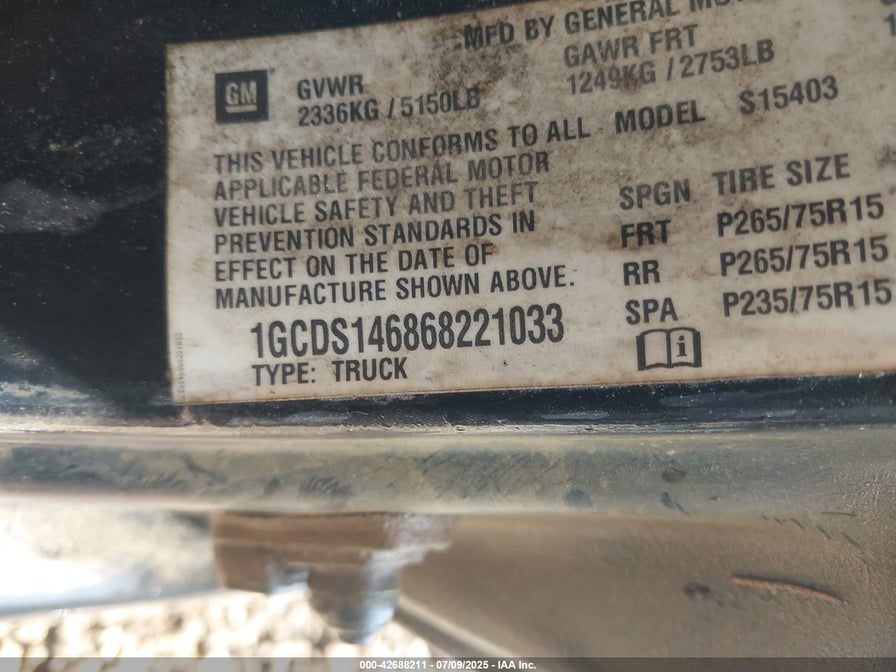 MFD BY GENERAL
GM
GVWR
2336KG / 5150LB
GAWR FRT
1249KG / 2753LB
THIS VEHICLE CONFORMS TO ALL
APPLICABLE FEDERAL MOTOR
VEHICLE SAFETY AND THEFT
PREVENTION STANDARDS IN
EFFECT ON THE DATE OF
MANUFACTURE SHOWN ABOVE.
MODEL S15403
SPGN TIRE SIZE
FRT P265/75R15
RR P265/75R15
SPA P235/75R15
1GCDS146868221033
TYPE: TRUCK
i
000-42688211 - 07/09/2025 - IAA Inc.